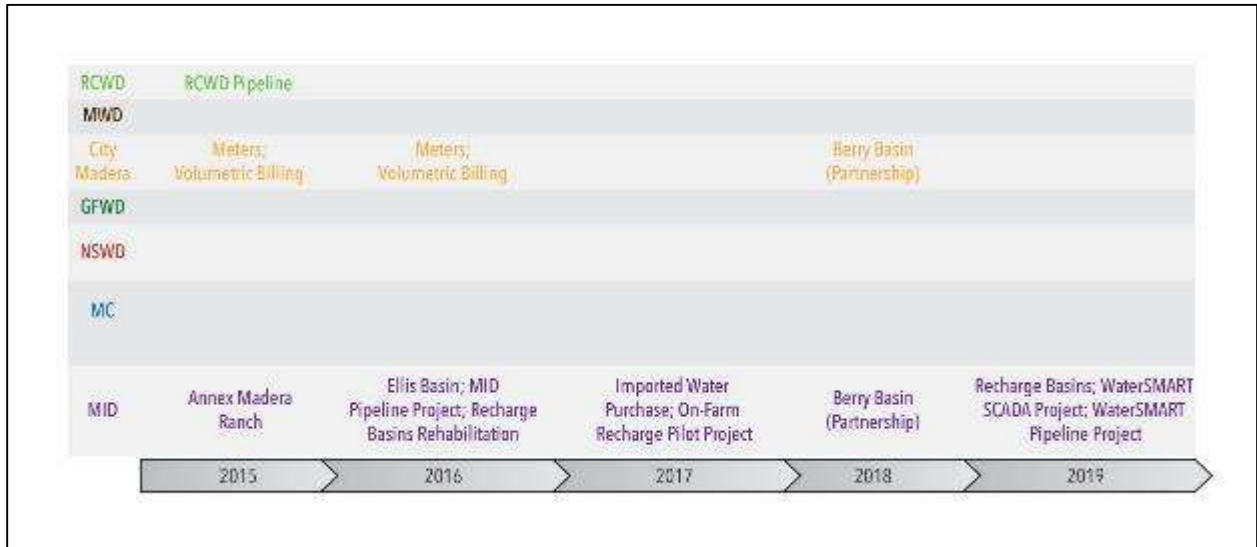 RCWD RCWD Pipeline
MWD
City Madera
Meters; Volumetric Billing
Meters; Volumetric Billing
Berry Basin (Partnership)
GFWD
NSWD
MC
MID
Annex Madera
Ranch
Ellis Basin; MID
Pipeline Project; Recharge
Basins Rehabilitation
Imported Water
Purchase; On-Farm
Recharge Pilot Project
Berry Basin
(Partnership)
Recharge Basins; WaterSMART
SCADA Project; WaterSMART
Pipeline Project
2015 2016 2017 2018 2019